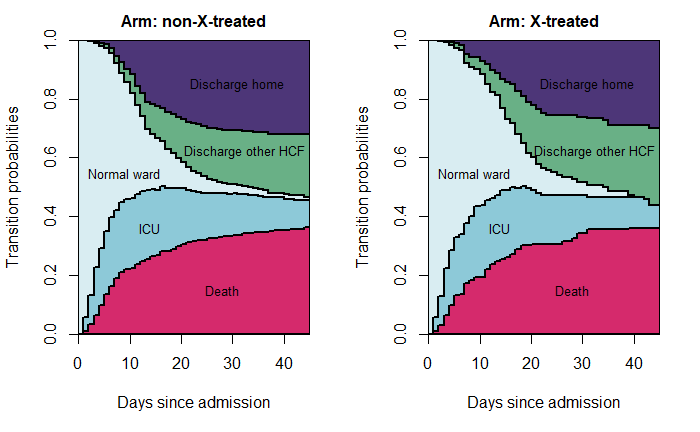 Arm: non-X-treated
Transition probabilities
0.0 0.2 0.4 0.6 0.8 1.0
Discharge home
Discharge other HCF
Normal ward
ICU
Death
0 10 20 30 40
Days since admission
Arm: X-treated
Transition probabilities
0.0 0.2 0.4 0.6 0.8 1.0
Discharge home
Discharge other HCF
Normal ward
ICU
Death
0 10 20 30 40
Days since admission